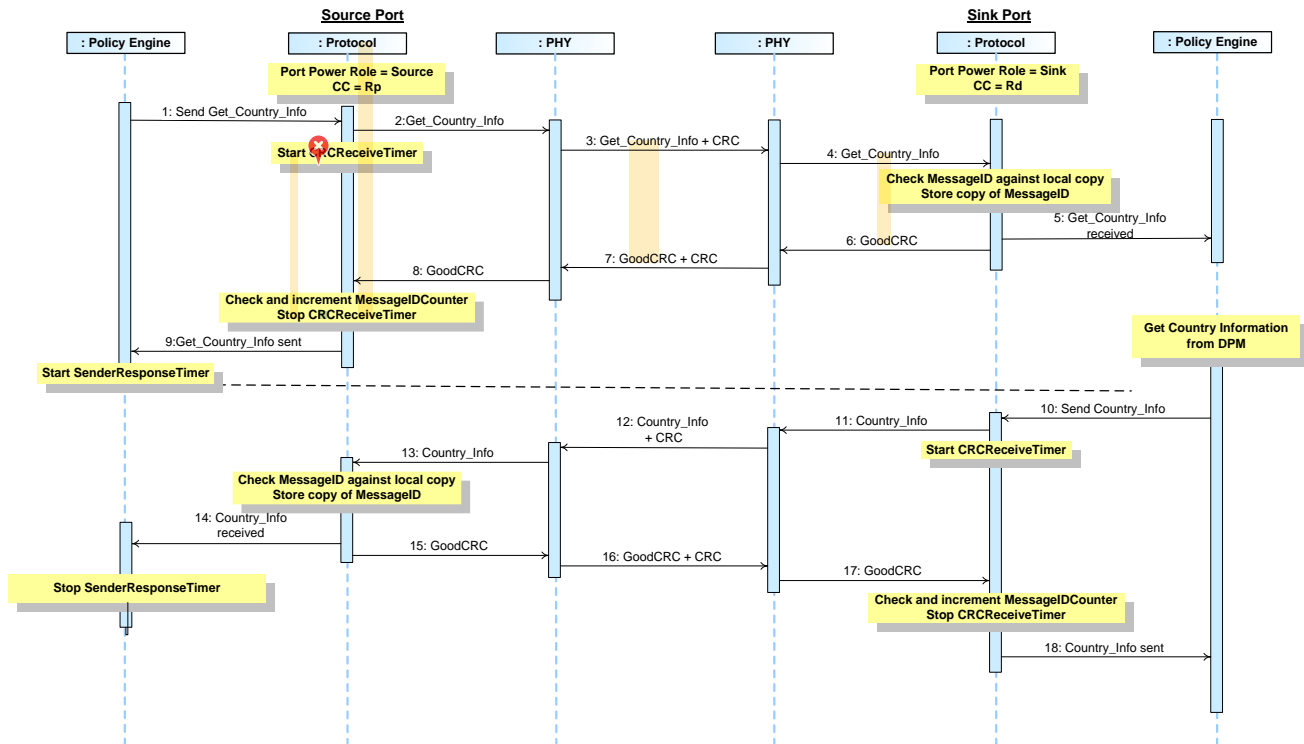 Source Port
Sink Port
: Policy Engine
: Protocol
: PHY
: PHY
: Protocol
: Policy Engine
Port Power Role = Source
CC = Rp
Port Power Role = Sink
CC = Rd
1: Send Get_Country_Info
2:Get_Country_Info
Start CRCReceiveTimer
3: Get_Country_Info + CRC
4: Get_Country_Info
Check MessageID against local copy
Store copy of MessageID
5: Get_Country_Info
received
6: GoodCRC
7: GoodCRC + CRC
8: GoodCRC
Check and increment MessageIDCounter
Stop CRCReceiveTimer
9:Get_Country_Info sent
Start SenderResponseTimer
Get Country Information
from DPM
10: Send Country_Info
11: Country_Info
Start CRCReceiveTimer
12: Country_Info
+ CRC
13: Country_Info
Check MessageID against local copy
Store copy of MessageID
14: Country_Info
received
15: GoodCRC
16: GoodCRC + CRC
17: GoodCRC
Stop SenderResponseTimer
Check and increment MessageIDCounter
Stop CRCReceiveTimer
18: Country_Info sent